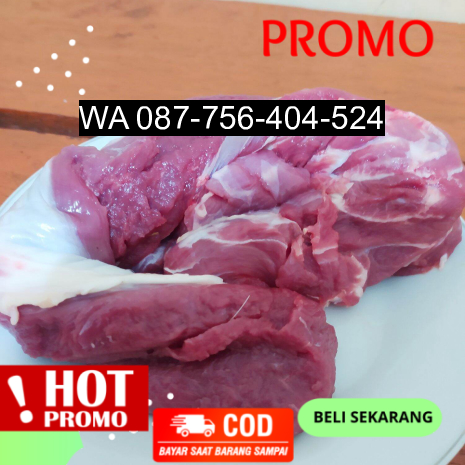 PROMO
WA 087-756-404-524
! HOT
PROMO
COD
BAYAR SAAT BARANG SAMPAI
BELI SEKARANG